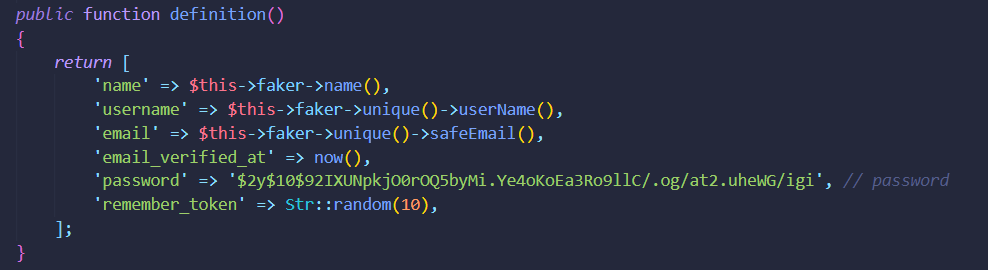 public function definition()
{
    return [
        'name' => $this->faker->name(),
        'username' => $this->faker->unique()->userName(),
        'email' => $this->faker->unique()->safeEmail(),
        'email_verified_at' => now(),
        'password' => '$2y$10$92IXUNpkjO0rOQ5byMi.Ye4oKoEa3Ro9llC/.og/at2.uheWG/igi', // password
        'remember_token' => Str::random(10),
    ];
}